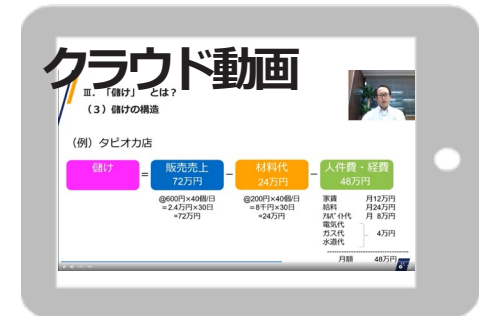 クラウド動画
Ⅲ．「儲け」 とは？
（３）儲けの構造
（例）タピオカ店
儲け ＝ 販売売上 － 材料代 － 人件費・経費
72万円 24万円 48万円
@600円×40個/日
＝2.4万円×30日
＝72万円
@200円×40個/日
＝8千円×30日
＝24万円
家賃 月12万円
給料 月24万円
ｱﾙﾊﾞｲﾄ代 月 8万円
電気代
ガス代 4万円
水道代
月額 48万円